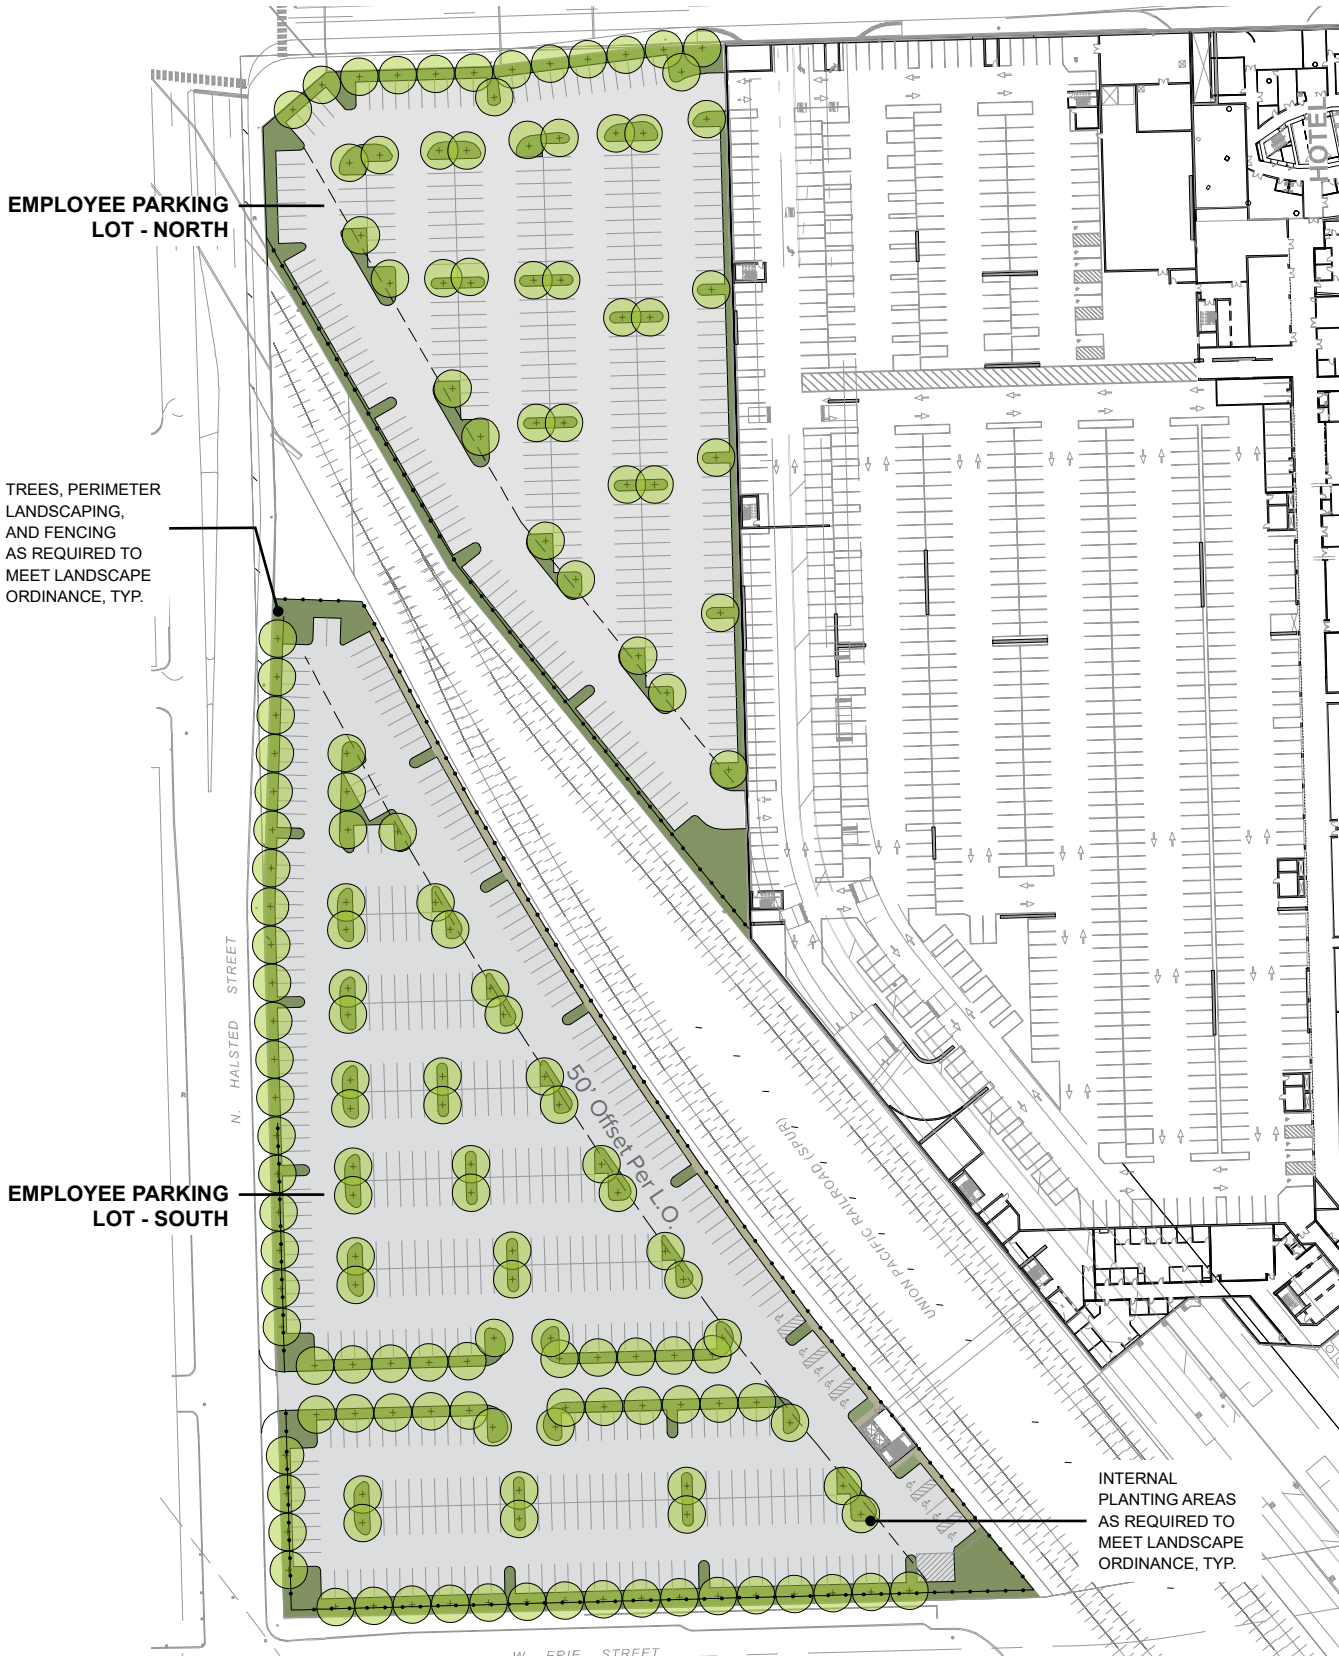 HOTEL
EMPLOYEE PARKING
LOT - NORTH
TREES, PERIMETER
LANDSCAPING,
AND FENCING
AS REQUIRED TO
MEET LANDSCAPE
ORDINANCE, TYP.
N. HALSTED STREET
50' Offset Per L.O.
UNION PACIFIC RAILROAD (SPUR)
EMPLOYEE PARKING
LOT - SOUTH
INTERNAL
PLANTING AREAS
AS REQUIRED TO
MEET LANDSCAPE
ORDINANCE, TYP.
W. ERIE STREET